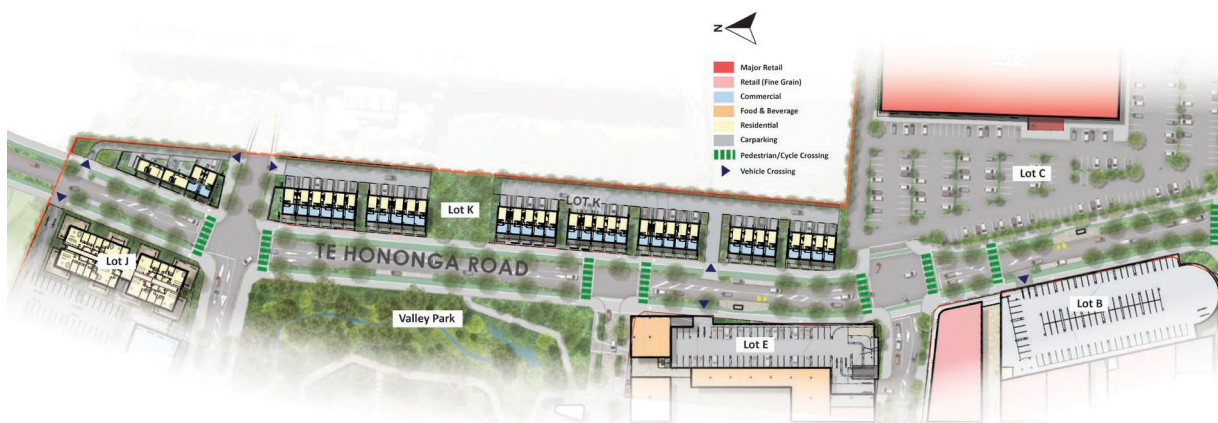 N
Major Retail
Retail (Fine Grain)
Commercial
Food & Beverage
Residential
Carparking
Pedestrian/Cycle Crossing
Vehicle Crossing
Lot C
LOT K
Lot K
Lot J
TE HONONGA ROAD
Valley Park
Lot E
Lot B